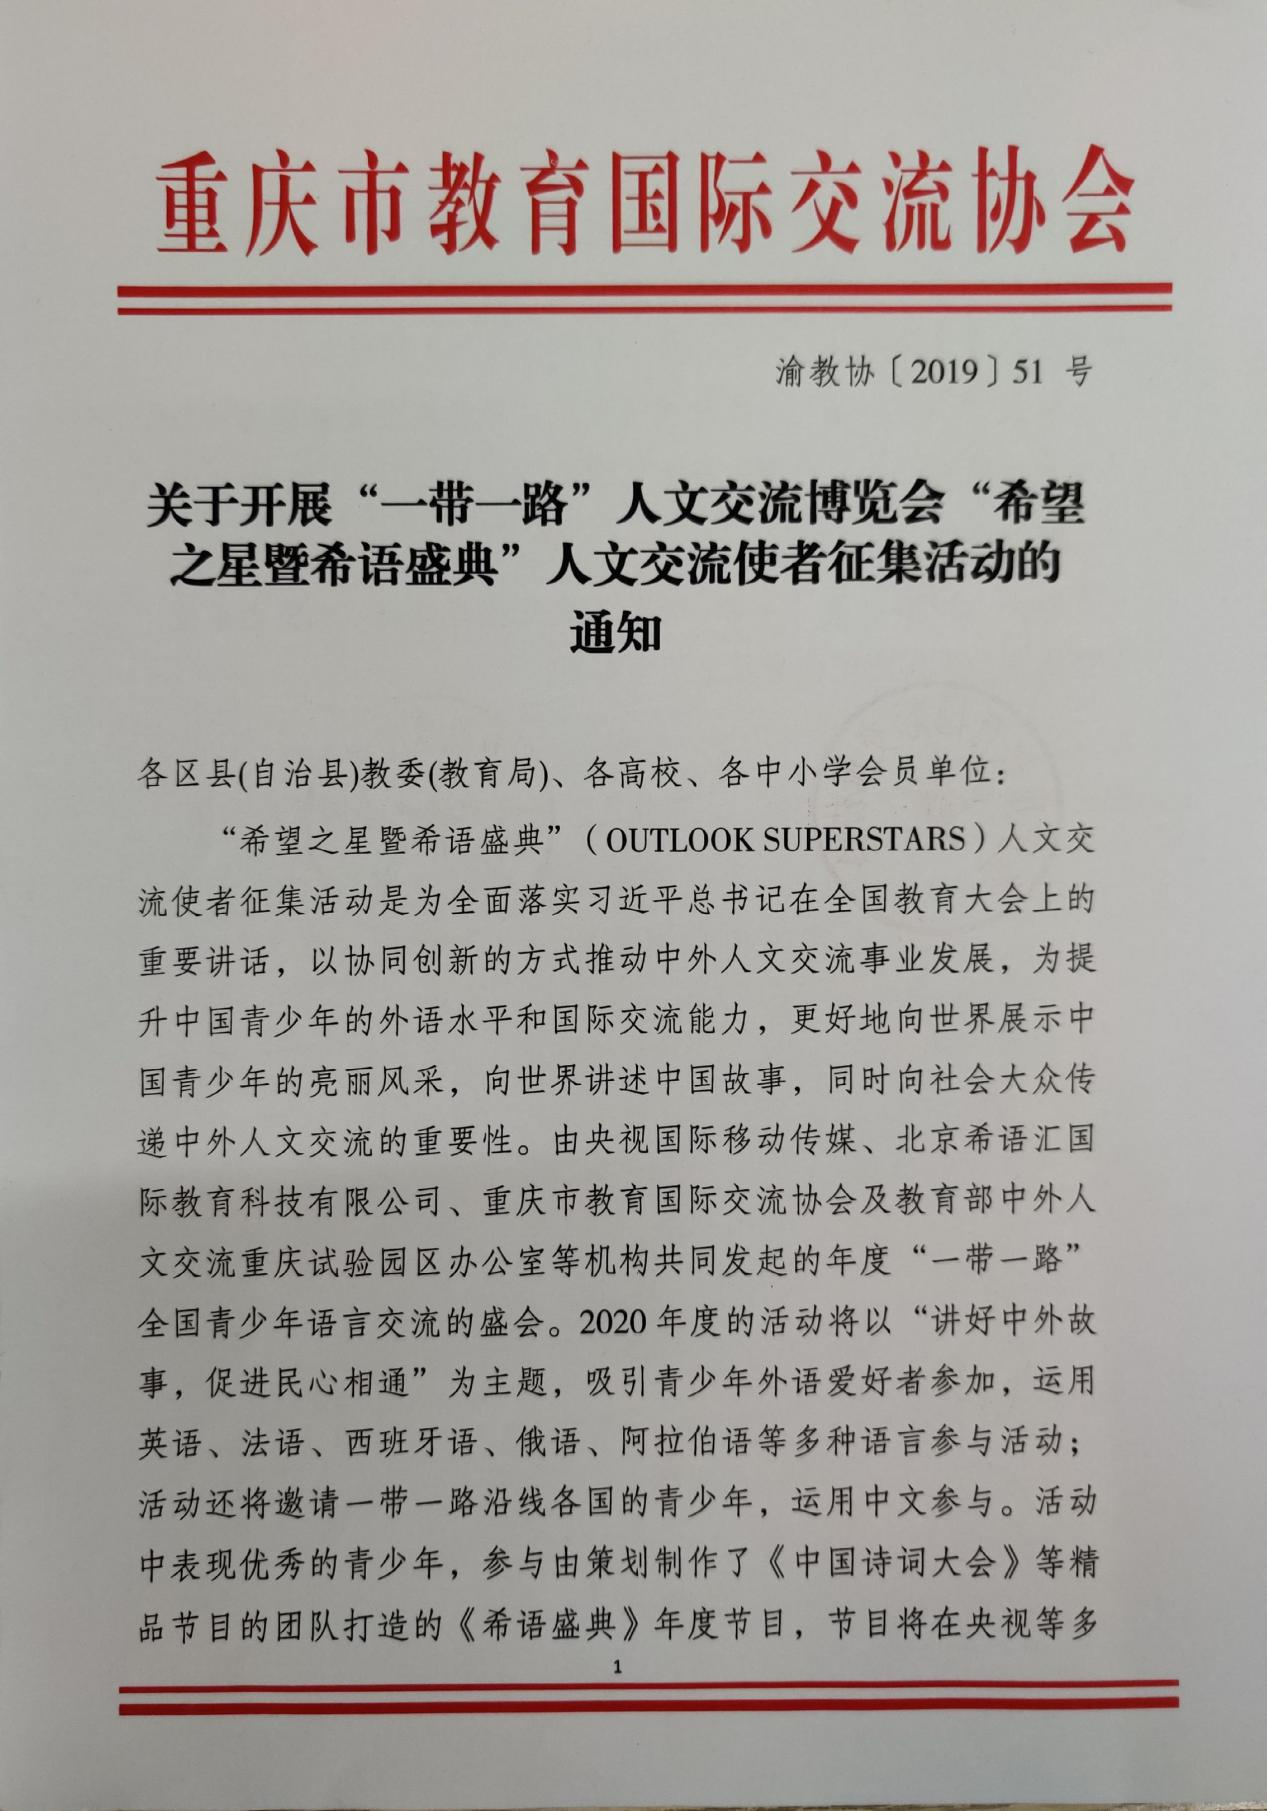 重庆市教育国际交流协会
渝教协〔2019〕51 号
关于开展“一带一路”人文交流博览会“希望
之星暨希语盛典”人文交流使者征集活动的
通知
各区县(自治县)教委(教育局)、各高校、各中小学会员单位：
“希望之星暨希语盛典”（OUTLOOK SUPERSTARS）人文交
流使者征集活动是为全面落实习近平总书记在全国教育大会上的
重要讲话，以协同创新的方式推动中外人文交流事业发展，为提
升中国青少年的外语水平和国际交流能力，更好地向世界展示中
国青少年的亮丽风采，向世界讲述中国故事，同时向社会大众传
递中外人文交流的重要性。由央视国际移动传媒、北京希语汇国
际教育科技有限公司、重庆市教育国际交流协会及教育部中外人
文交流重庆试验园区办公室等机构共同发起的年度“一带一路”
全国青少年语言交流的盛会。2020 年度的活动将以“讲好中外故
事，促进民心相通”为主题，吸引青少年外语爱好者参加，运用
英语、法语、西班牙语、俄语、阿拉伯语等多种语言参与活动；
活动还将邀请一带一路沿线各国的青少年，运用中文参与。活动
中表现优秀的青少年，参与由策划制作了《中国诗词大会》等精
品节目的团队打造的《希语盛典》年度节目，节目将在央视等多
1